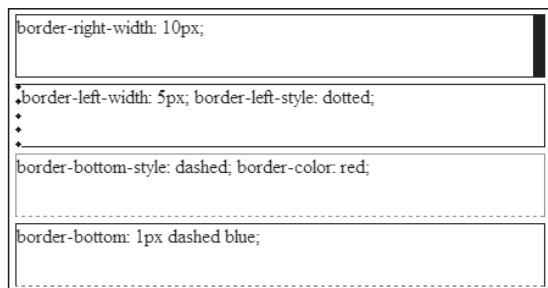 border-right-width: 10px;
border-left-width: 5px; border-left-style: dotted;
border-bottom-style: dashed; border-color: red;
border-bottom: 1px dashed blue;